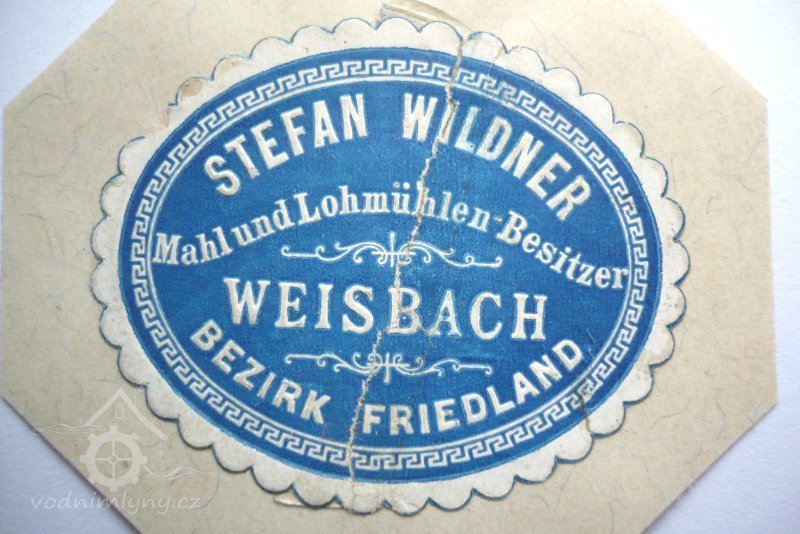 STEFAN WILDNER
Mahl und Lohmühlen-Besitzer
WEISBACH
BEZIRK FRIEDLAND
vodnimlyny.cz